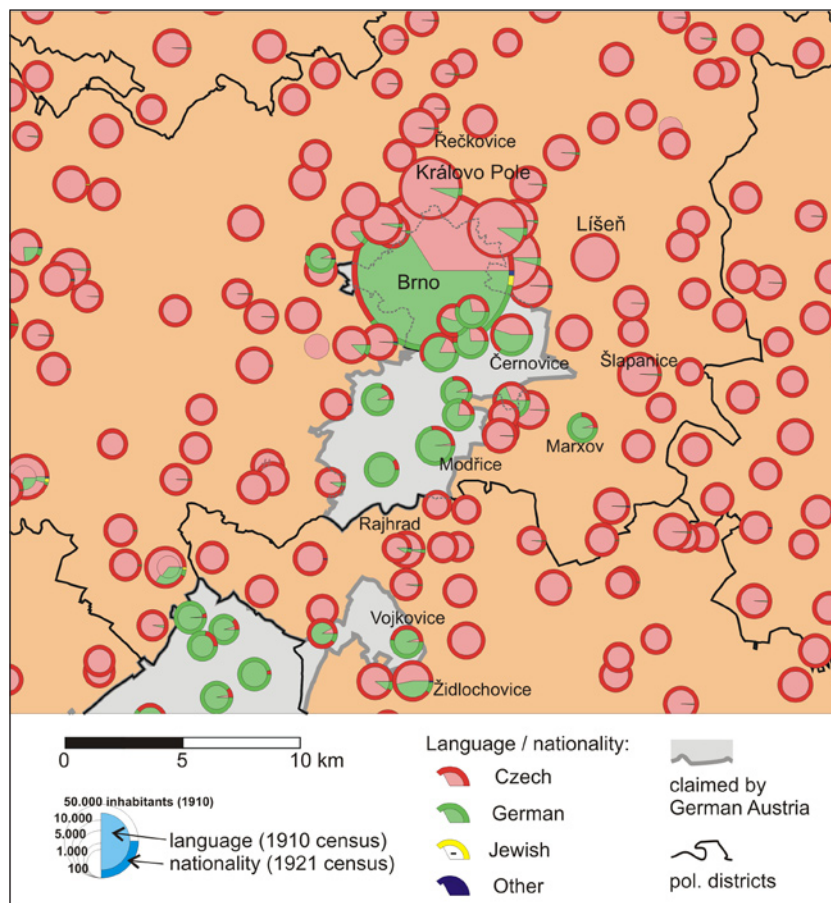 Řečkovice
Královo Pole
Líšeň
Brno
Černovice
Šlapanice
Marxov
Modřice
Rajhrad
Vojkovice
Židlochovice
0 5 10 km
50.000 inhabitants (1910)
10.000
5.000
1.000
100
language (1910 census)
nationality (1921 census)
Language / nationality:
Czech
German
Jewish
Other
claimed by
German Austria
pol. districts